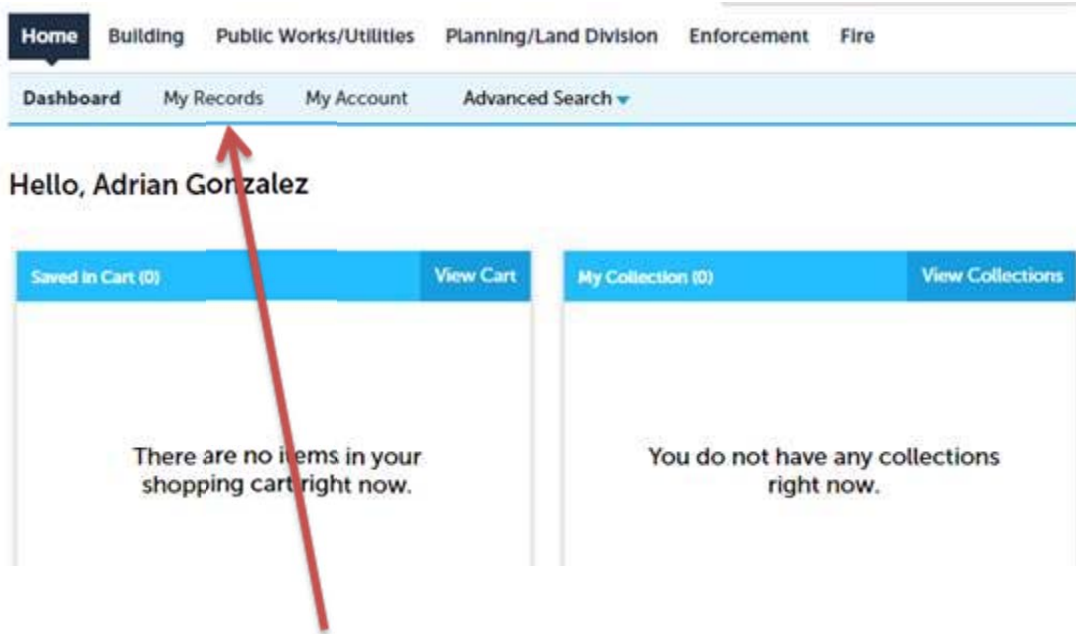 Home Building Public Works/Utilities Planning/Land Division Enforcement Fire
Dashboard My Records My Account Advanced Search
Hello, Adrian Gonzalez
Saved in Cart (0) View Cart My Collection (0) View Collections
There are no items in your
shopping cart right now.
You do not have any collections
right now.